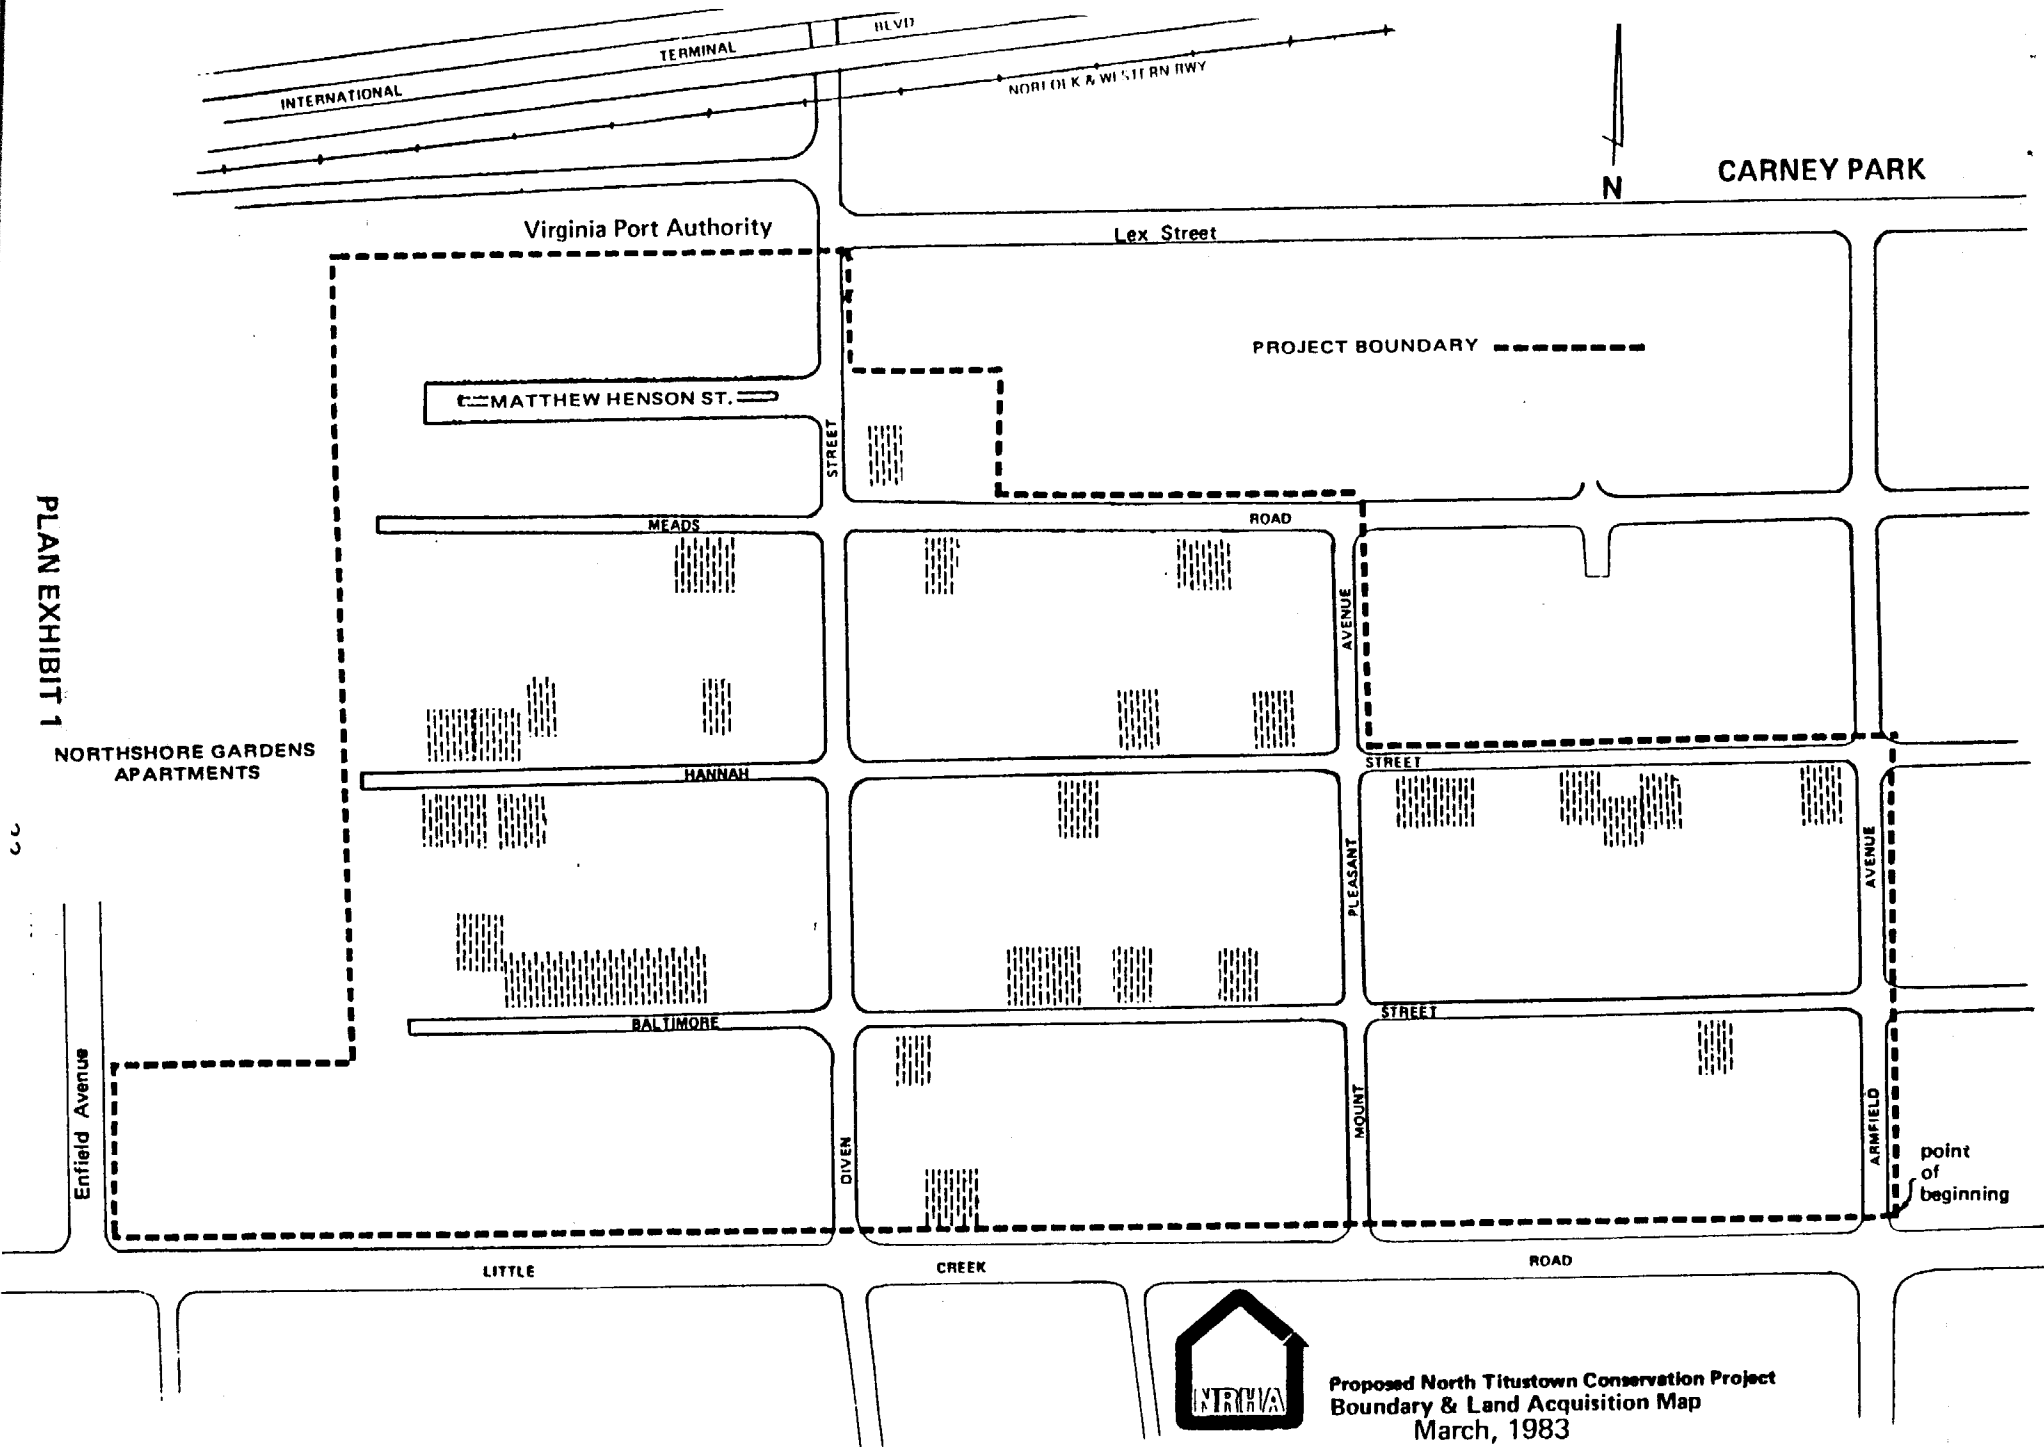 BLVD
TERMINAL
INTERNATIONAL
NORFOLK & WESTERN RWY
CARNEY PARK
N
Virginia Port Authority
Lex Street
PROJECT BOUNDARY
MATTHEW HENSON ST.
STREET
MEADS
ROAD
AVENUE
PLAN EXHIBIT 1
NORTHSHORE GARDENS
APARTMENTS
HANNAH
STREET
PLEASANT
AVENUE
BALTIMORE
STREET
Enfield Avenue
DIVEN
MOUNT
ARMFIELD
point
of
beginning
LITTLE
CREEK
ROAD
NRHA
Proposed North Titustown Conservation Project
Boundary & Land Acquisition Map
March, 1983